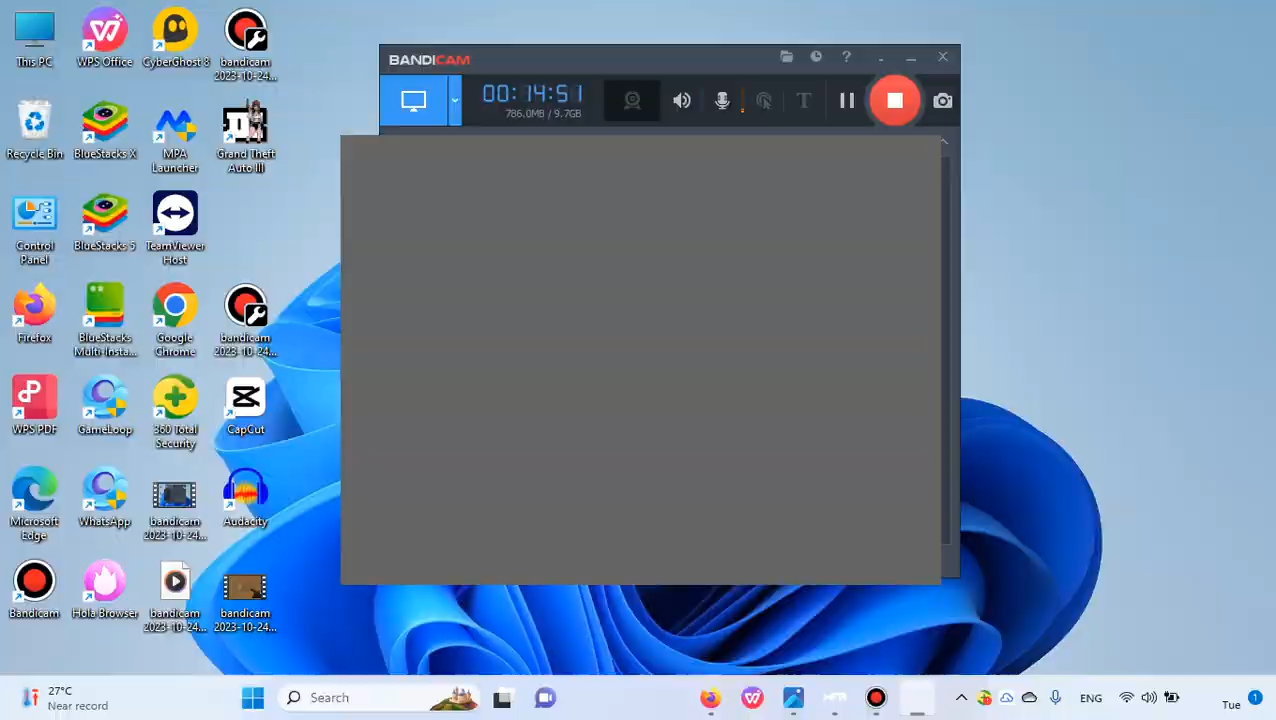 This PC
WPS Office
CyberGhost 8
bandicam
2023-10-24...
Recycle Bin
BlueStacks X
MPA
Launcher
Grand Theft
Auto III
Control
Panel
BlueStacks 5
TeamViewer
Host
Firefox
BlueStacks
Multi-Insta...
Google
Chrome
bandicam
2023-10-24...
WPS PDF
GameLoop
360 Total
Security
CapCut
Microsoft
Edge
WhatsApp
bandicam
2023-10-24...
Audacity
Bandicam
Hola Browser
bandicam
2023-10-24...
bandicam
2023-10-24...
BANDICAM
00:14:51
786.0MB / 9.7GB
27°C
Near record
Search
ENG
Tue
1